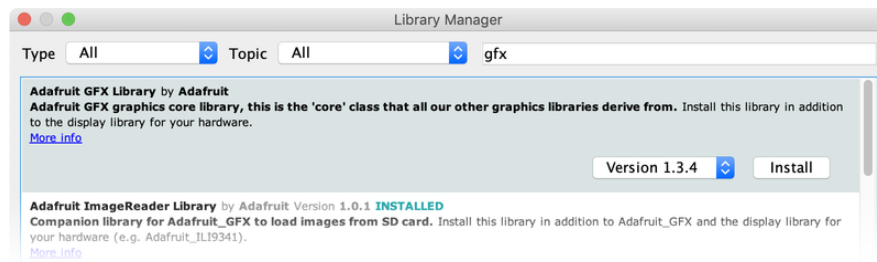 Library Manager
Type All Topic All gfx
Adafruit GFX Library by Adafruit
Adafruit GFX graphics core library, this is the 'core' class that all our other graphics libraries derive from. Install this library in addition
to the display library for your hardware.
More info
Version 1.3.4 Install
Adafruit ImageReader Library by Adafruit Version 1.0.1 INSTALLED
Companion library for Adafruit_GFX to load images from SD card. Install this library in addition to Adafruit_GFX and the display library for
your hardware (e.g. Adafruit_ILI9341).
More info